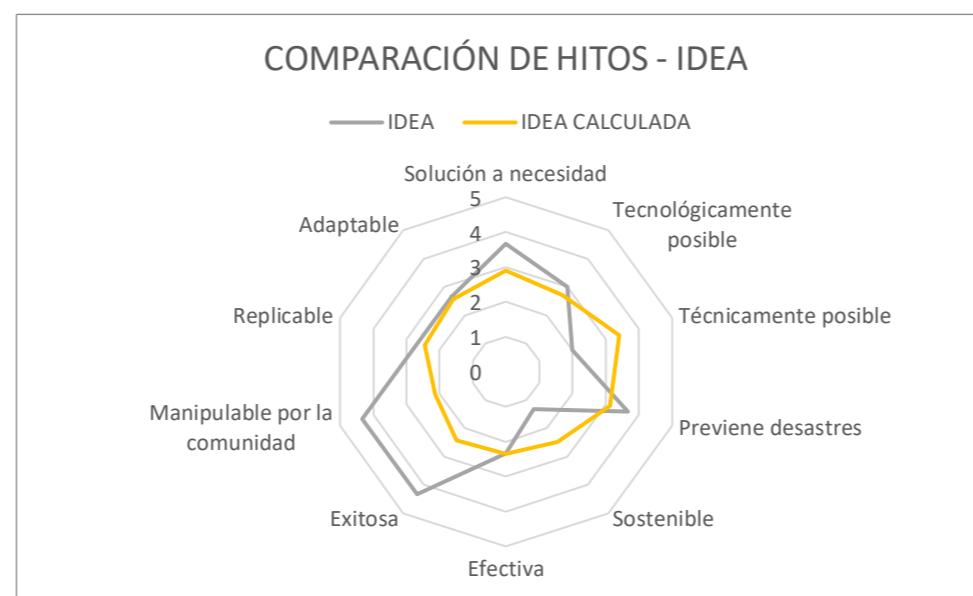 COMPARACIÓN DE HITOS - IDEA
IDEA
IDEA CALCULADA
Solución a necesidad
Tecnológicamente
posible
Técnicamente posible
Previene desastres
Sostenible
Efectiva
Exitosa
Manipulable por la
comunidad
Replicable
Adaptable
5
4
3
2
1
0